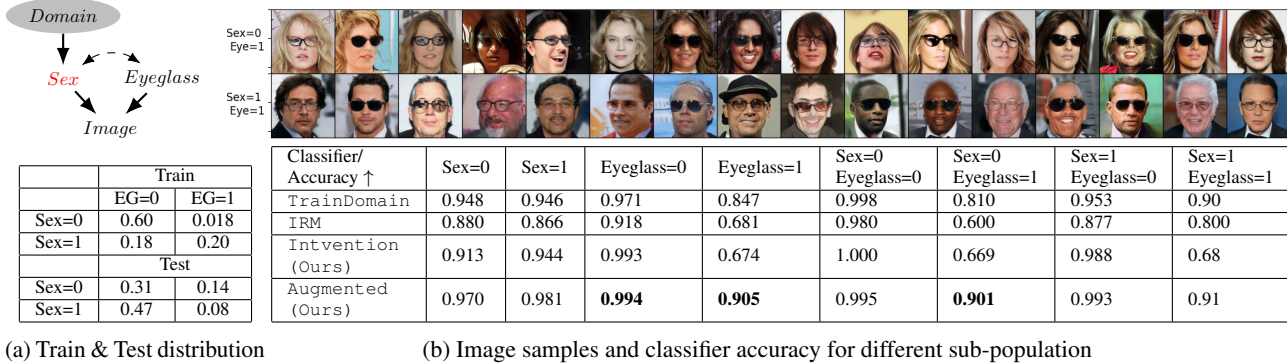 Domain
Sex
Eyeglass
Image
Train
EG=0 EG=1
Sex=0 0.60 0.018
Sex=1 0.18 0.20
Test
Sex=0 0.31 0.14
Sex=1 0.47 0.08
(a) Train & Test distribution
Sex=0
Eye=1
Sex=1
Eye=1
Classifier/
Accuracy ↑ Sex=0 Sex=1 Eyeglass=0 Eyeglass=1 Sex=0 Eyeglass=0 Sex=0 Eyeglass=1 Sex=1 Eyeglass=0 Sex=1 Eyeglass=1
TrainDomain 0.948 0.946 0.971 0.847 0.998 0.810 0.953 0.90
IRM 0.880 0.866 0.918 0.681 0.980 0.600 0.877 0.800
Intvention
(Ours) 0.913 0.944 0.993 0.674 1.000 0.669 0.988 0.68
Augmented
(Ours) 0.970 0.981 0.994 0.905 0.995 0.901 0.993 0.91
(b) Image samples and classifier accuracy for different sub-population